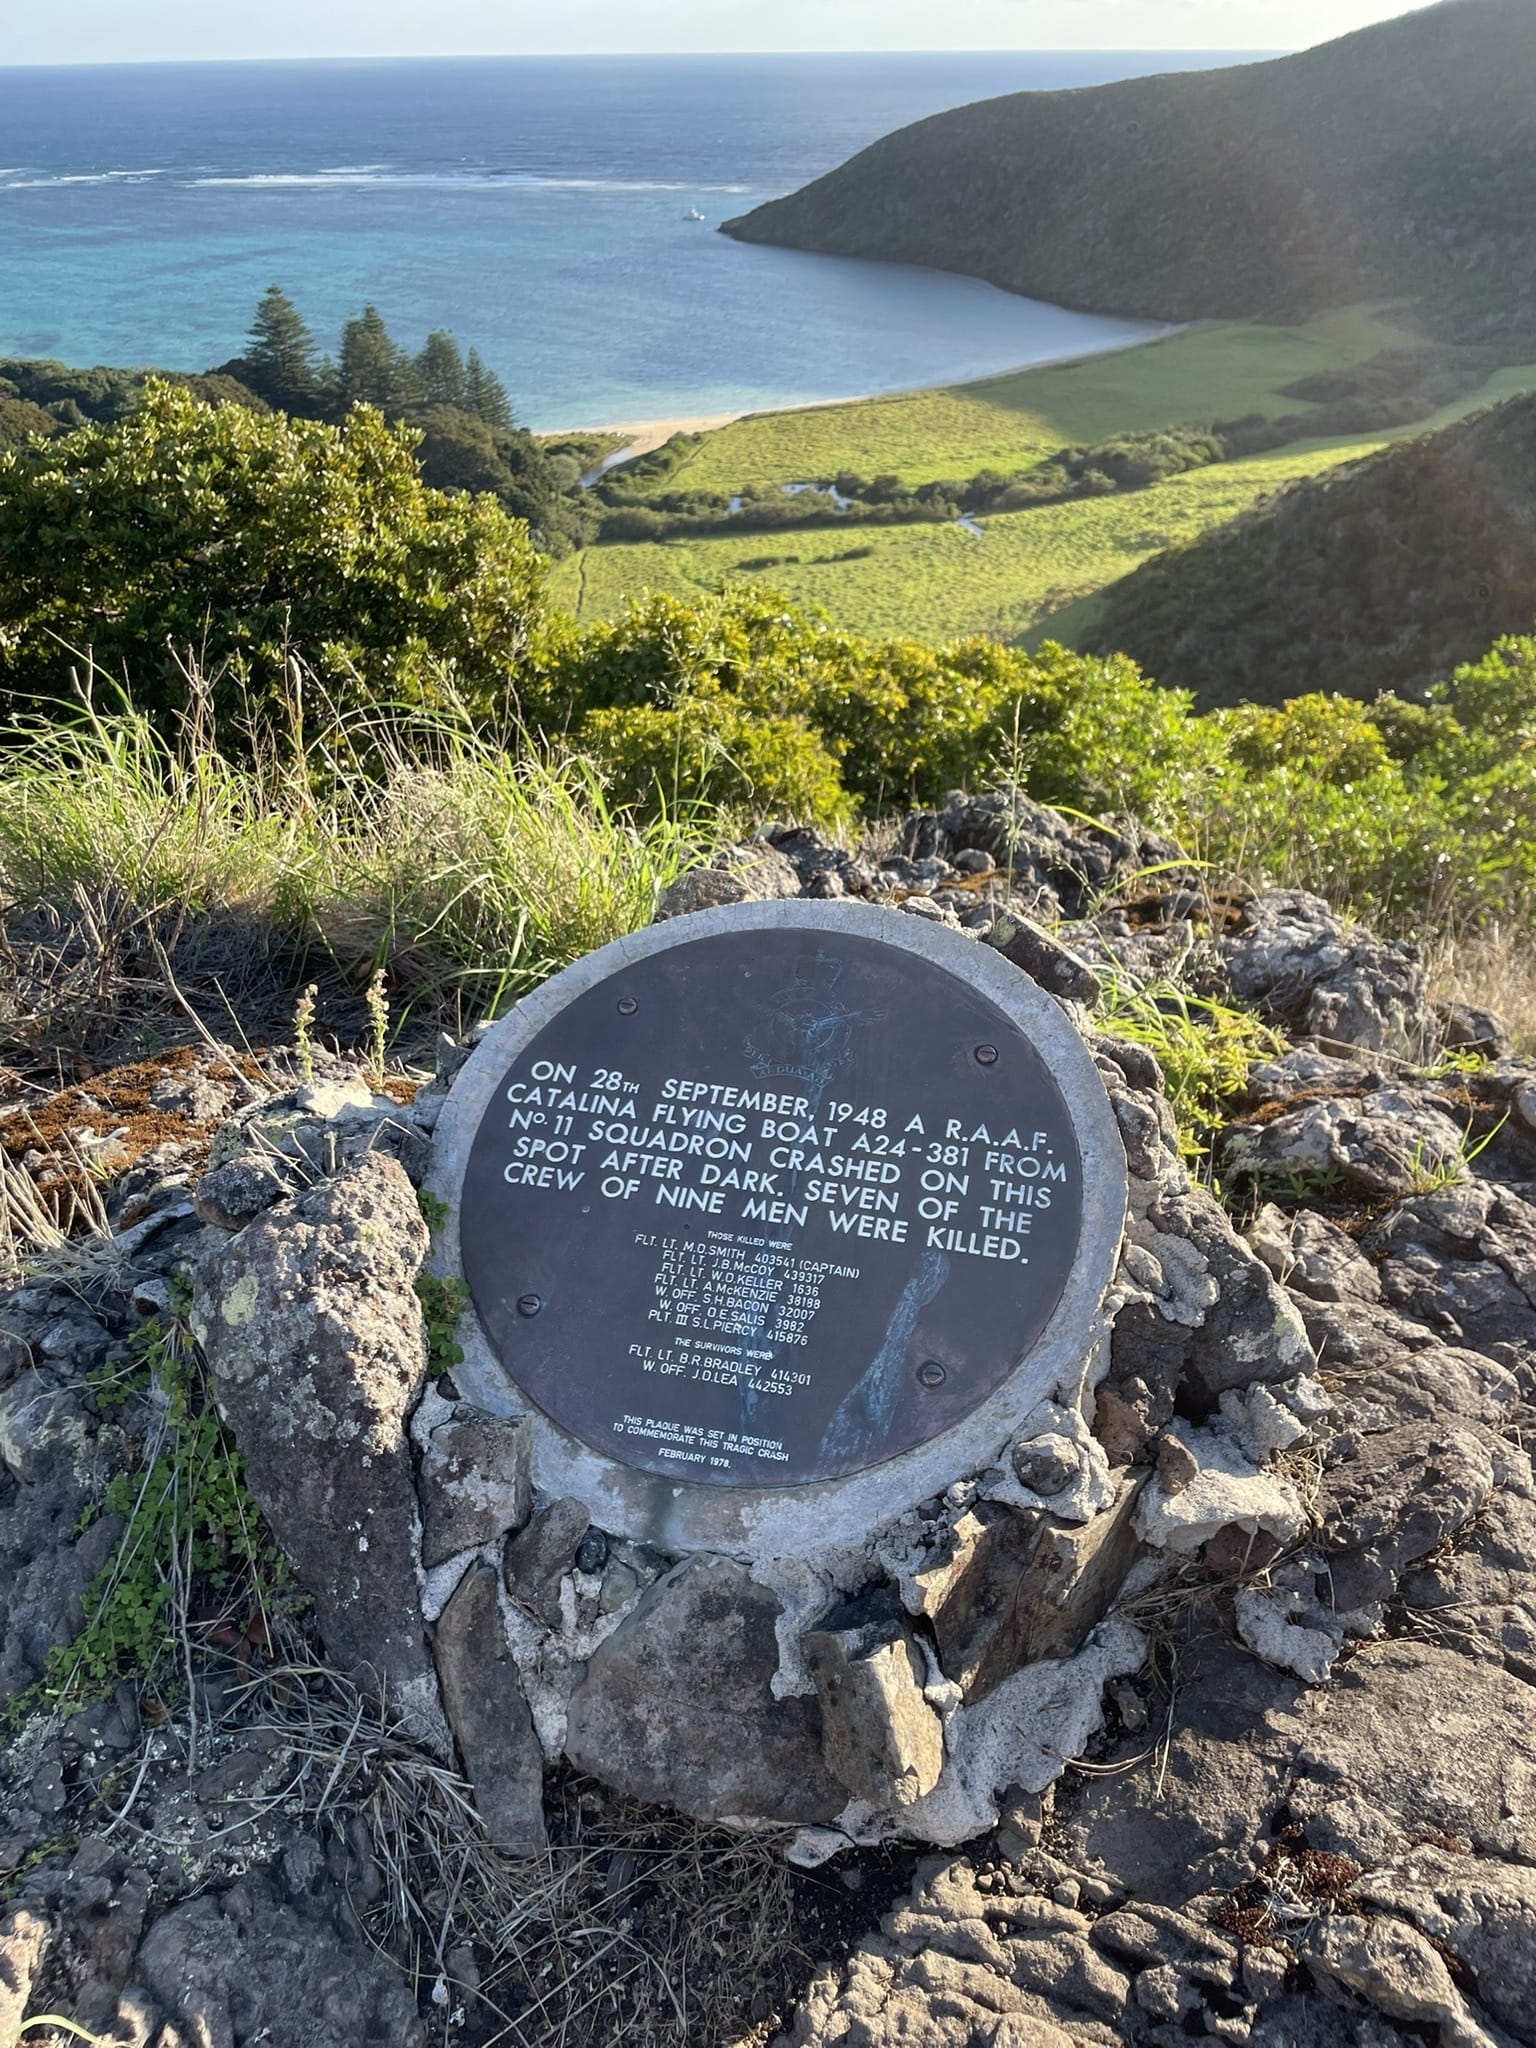 ON 28TH SEPTEMBER, 1948 A R.A.A.F.
CATALINA FLYING BOAT A24-381 FROM
No. 11 SQUADRON CRASHED ON THIS
SPOT AFTER DARK. SEVEN OF THE
CREW OF NINE MEN WERE KILLED.
THOSE KILLED WERE
FLT. LT. M.D.SMITH 403541 (CAPTAIN)
FLT. LT. J.B.McCOY 439317
FLT. LT. W.D.KELLER 1636
FLT. LT. A.McKENZIE 38188
W. OFF. S.H.BACON 32007
W. OFF. D.E.SALIS 3982
PLT. III S.L.PIERCY 415876
THE SURVIVORS WERE
FLT. LT. B.R.BRADLEY 414301
W. OFF. J.D.LEA 442553
THIS PLAQUE WAS SET IN POSITION
TO COMMEMORATE THIS TRAGIC CRASH
FEBRUARY 1978.